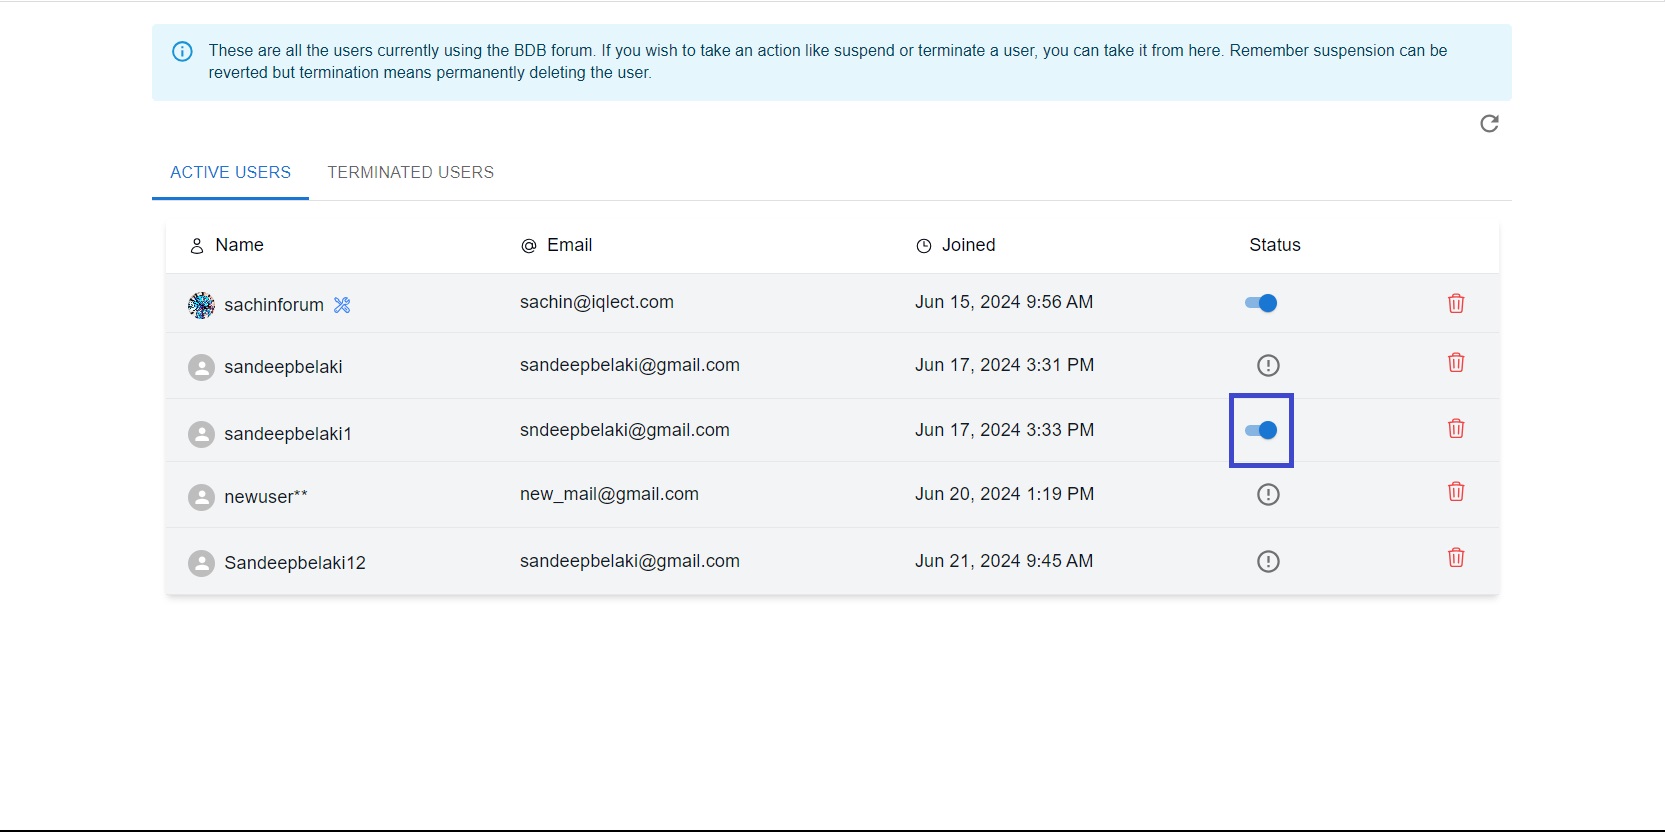 These are all the users currently using the BDB forum. If you wish to take an action like suspend or terminate a user, you can take it from here. Remember suspension can be
reverted but termination means permanently deleting the user.
ACTIVE USERS TERMINATED USERS
Name Email Joined Status
sachinforum sachin@iqlect.com Jun 15, 2024 9:56 AM
sandeepbelaki sandeepbelaki@gmail.com Jun 17, 2024 3:31 PM
sandeepbelaki1 sndeepbelaki@gmail.com Jun 17, 2024 3:33 PM
newuser** new_mail@gmail.com Jun 20, 2024 1:19 PM
Sandeepbelaki12 sandeepbelaki@gmail.com Jun 21, 2024 9:45 AM